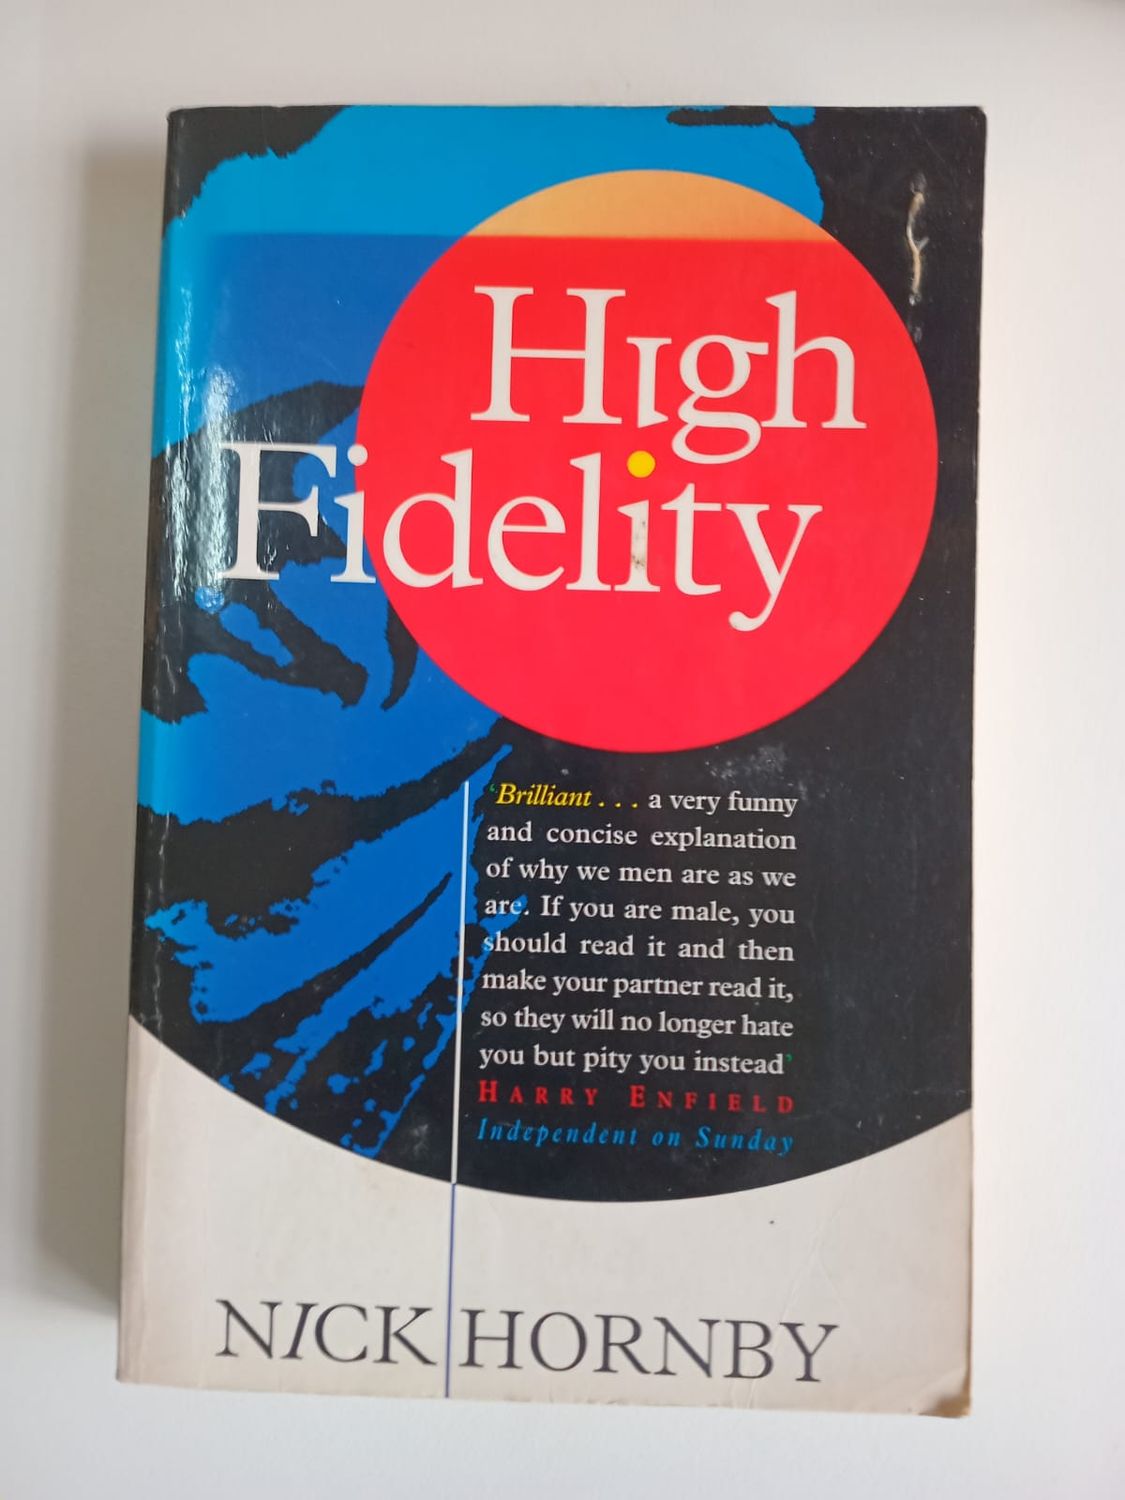 High
Fidelity
‘Brilliant . . . a very funny
and concise explanation
of why we men are as we
are. If you are male, you
should read it and then
make your partner read it,
so they will no longer hate
you but pity you instead’
HARRY ENFIELD
Independent on Sunday
NICK HORNBY